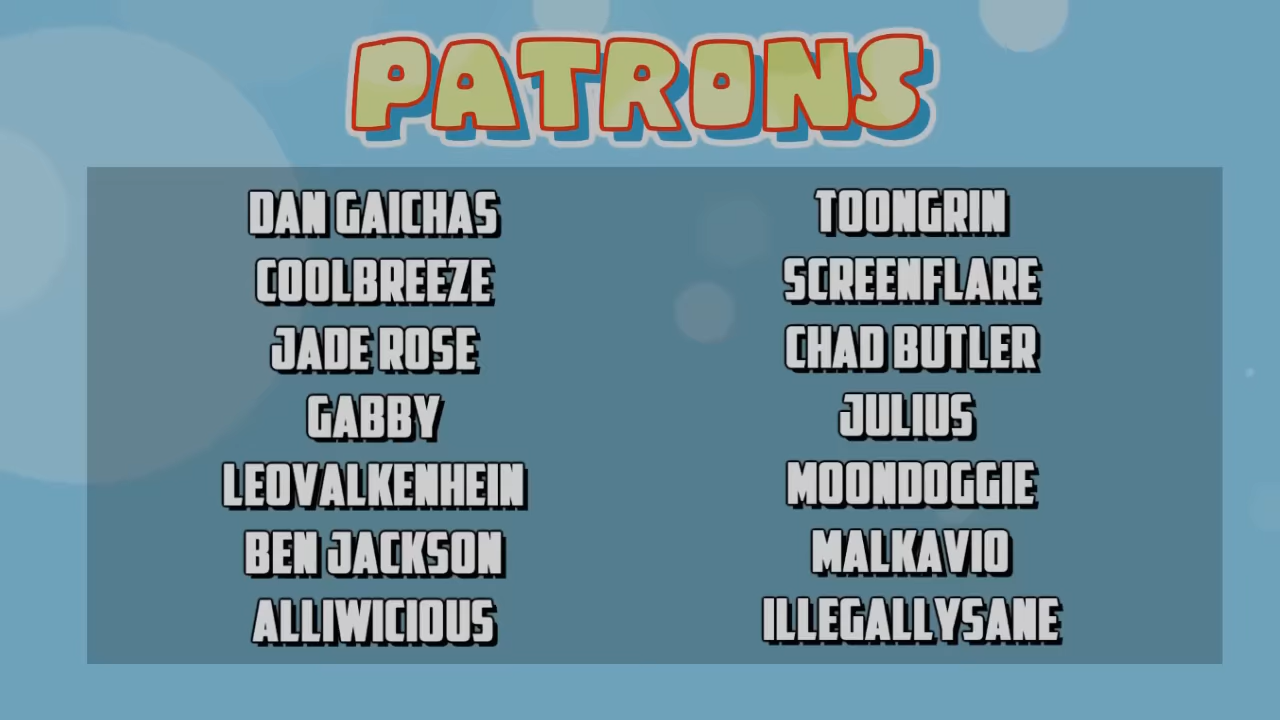 PATRONS
DAN GAICHAS
COOLBREEZE
JADE ROSE
GABBY
LEOVALKENHEIN
BEN JACKSON
ALLIWICIOUS
TOONGRIN
SCREENFLARE
CHAD BUTLER
JULIUS
MOONDOGGIE
MALKAVIO
ILLEGALLYSANE